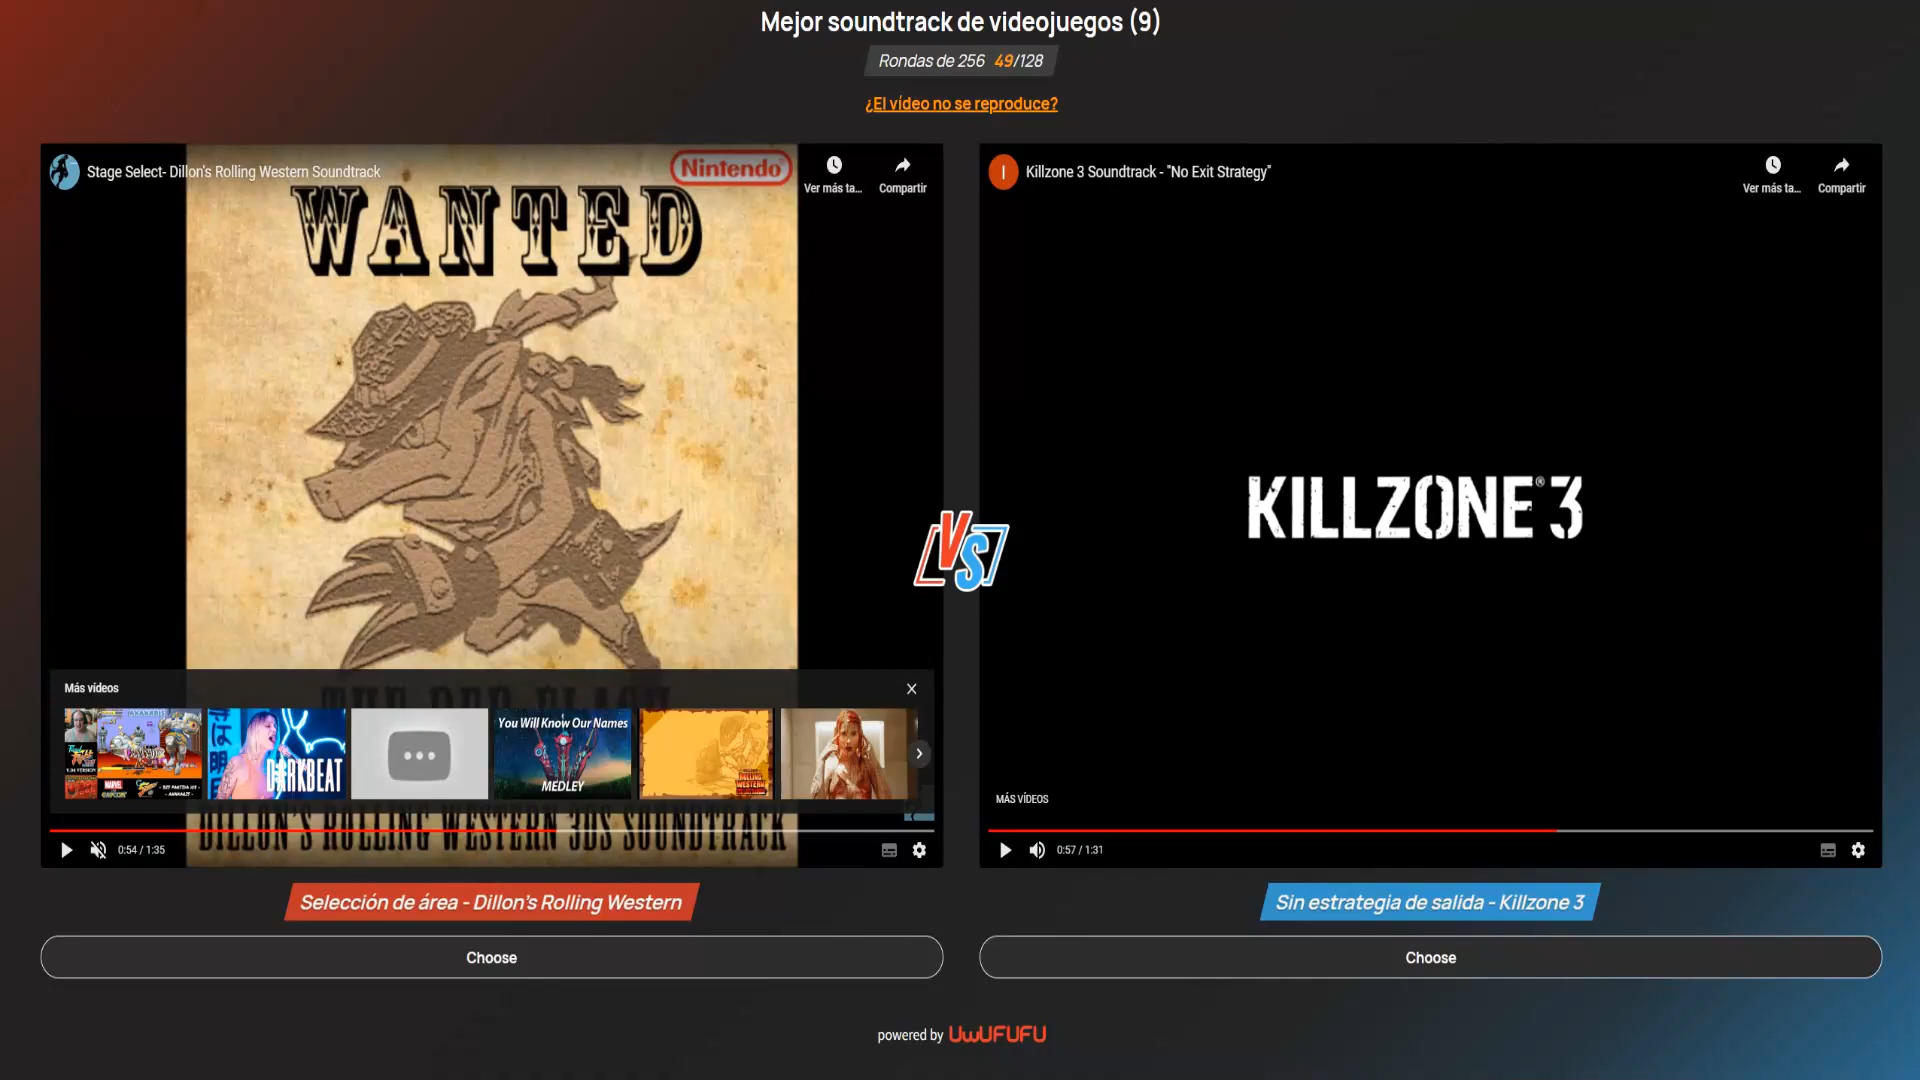 Mejor soundtrack de videojuegos (9)
Rondas de 256 49/128
¿El vídeo no se reproduce?
Stage Select- Dillon's Rolling Western Soundtrack
Nintendo
Ver más ta...
Compartir
WANTED
Más vídeos
DARKBEAT
You Will Know Our Names
MEDLEY
ROLLING
WESTERN
DILLON'S ROLLING WESTERN 3DS SOUNDTRACK
0:54 / 1:35
VS
Killzone 3 Soundtrack - "No Exit Strategy"
Ver más ta...
Compartir
KILLZONE 3
MÁS VÍDEOS
0:57 / 1:31
Selección de área - Dillon's Rolling Western
Sin estrategia de salida - Killzone 3
Choose
Choose
powered by UwUFUFU